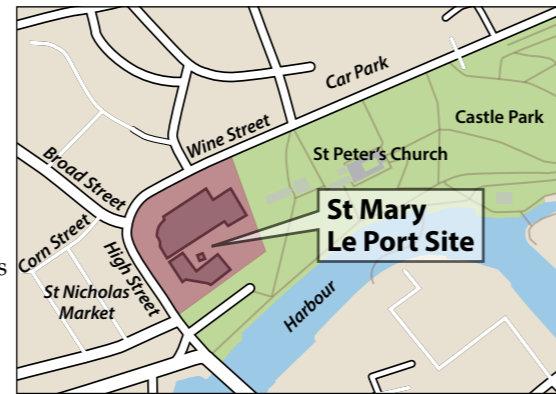 Car Park
Wine Street
Castle Park
St Peter's Church
Broad Street
St Mary
Le Port Site
Corn Street
High Street
s
St Nicholas
Market
Harbour